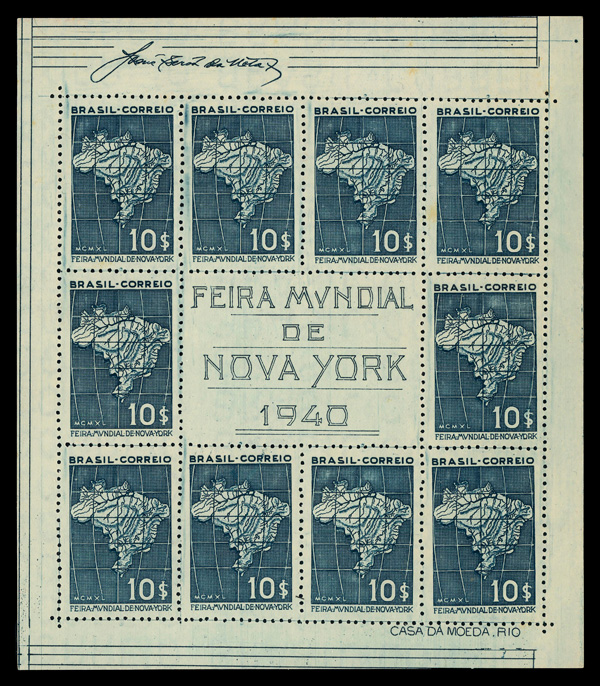 BRASIL-CORREIO BRASIL-CORREIO BRASIL-CORREIO BRASIL-CORREIO
MCMXL 10$ MCMXL 10$ MCMXL 10$ MCMXL 10$
FEIRA MVNDIAL DE NOVA YORK FEIRA MVNDIAL DE NOVA YORK FEIRA MVNDIAL DE NOVA YORK FEIRA MVNDIAL DE NOVA YORK
BRASIL-CORREIO
MCMXL 10$
FEIRA MVNDIAL DE NOVA YORK
FEIRA MVNDIAL
DE
NOVA YORK
1940
BRASIL-CORREIO
MCMXL 10$
FEIRA MVNDIAL DE NOVA YORK
BRASIL-CORREIO BRASIL-CORREIO BRASIL-CORREIO BRASIL-CORREIO
MCMXL 10$ MCMXL 10$ MCMXL 10$ MCMXL 10$
FEIRA MVNDIAL DE NOVA YORK FEIRA MVNDIAL DE NOVA YORK FEIRA MVNDIAL DE NOVA YORK FEIRA MVNDIAL DE NOVA YORK
CASA DA MOEDA. RIO